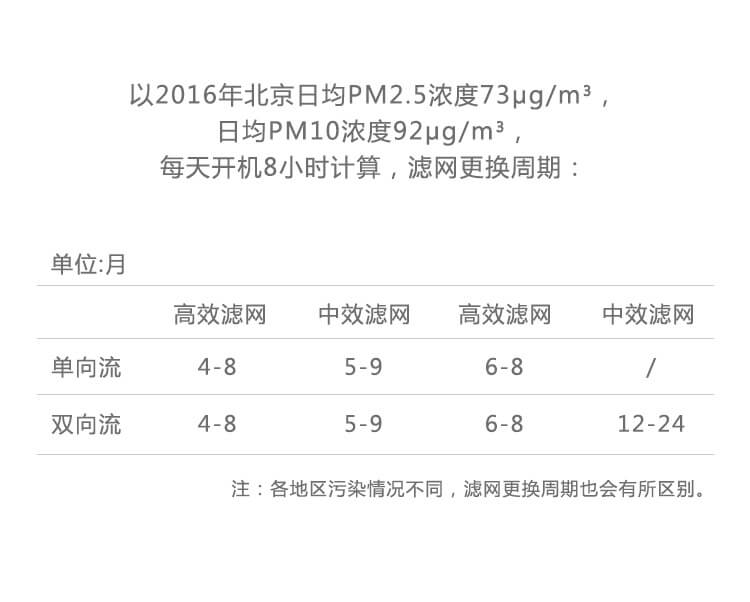 以2016年北京日均PM2.5浓度73μg/m³，
日均PM10浓度92μg/m³，
每天开机8小时计算，滤网更换周期：
单位:月
高效滤网 中效滤网 高效滤网 中效滤网
单向流 4-8 5-9 6-8 /
双向流 4-8 5-9 6-8 12-24
注：各地区污染情况不同，滤网更换周期也会有所区别。